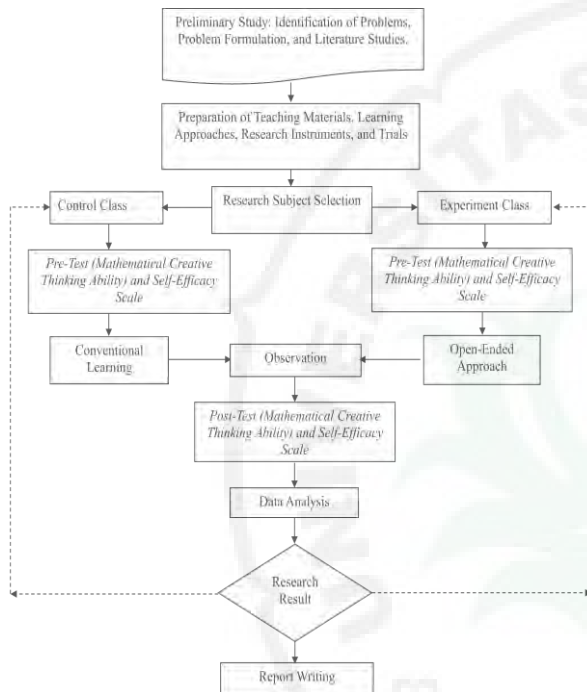 Preliminary Study: Identification of Problems,
Problem Formulation, and Literature Studies.
Preparation of Teaching Materials, Learning
Approaches, Research Instruments, and Trials
Control Class
Research Subject Selection
Experiment Class
Pre-Test (Mathematical Creative
Thinking Ability) and Self-Efficacy
Scale
Pre-Test (Mathematical Creative
Thinking Ability) and Self-Efficacy
Scale
Conventional
Learning
Observation
Open-Ended
Approach
Post-Test (Mathematical Creative
Thinking Ability) and Self-Efficacy
Scale
Data Analysis
Research
Result
Report Writing
UNIVERSITAS